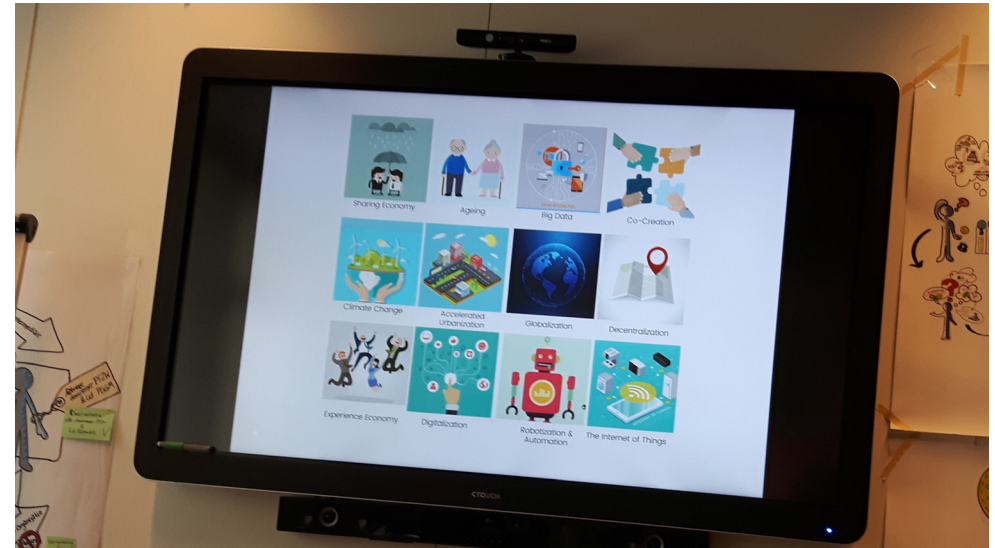 Sharing Economy
Ageing
Big Data
Co-Creation
Climate Change
Accelerated
Urbanization
Globalization
Decentralization
Experience Economy
Digitalization
Robotization &
Automation
The Internet of Things
CTOUCH